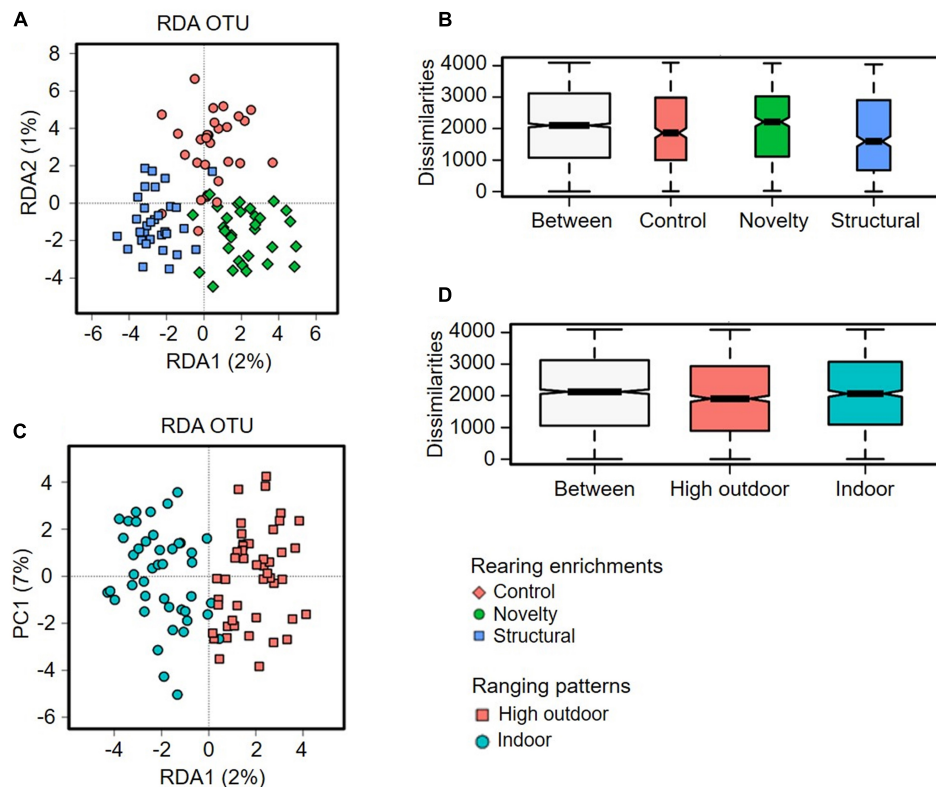 A
RDA OTU
8
6
4
2
0
-2
-4
RDA2 (1%)
-6 -4 -2 0 2 4 6
RDA1 (2%)
B
Dissimilarities
4000
3000
2000
1000
0
Between Control Novelty Structural
C
RDA OTU
4
2
0
-2
-4
-6
PC1 (7%)
-4 -2 0 2 4
RDA1 (2%)
D
Dissimilarities
4000
3000
2000
1000
0
Between High outdoor Indoor
Rearing enrichments
Control
Novelty
Structural
Ranging patterns
High outdoor
Indoor